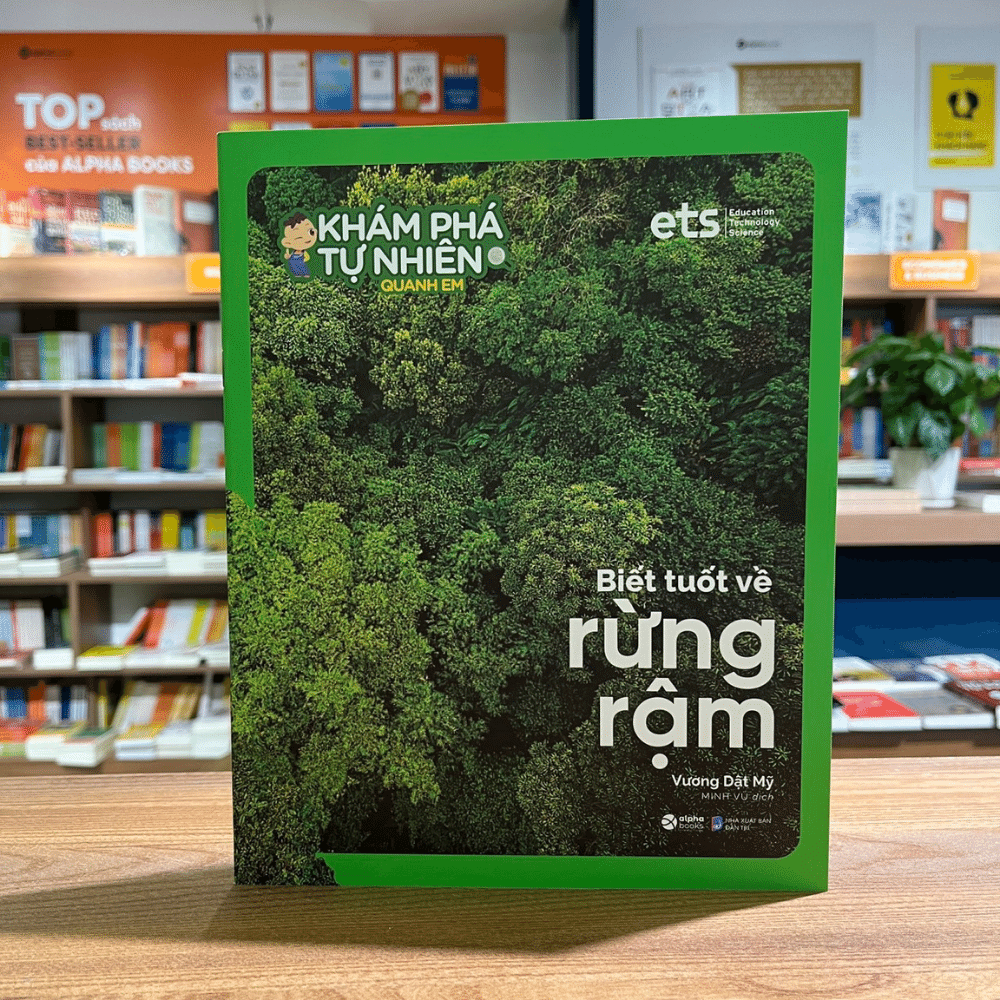 TOP sách
BEST-SELLER
của ALPHA BOOKS
KHÁM PHÁ
TỰ NHIÊN
QUANH EM
ets
Education
Technology
Science
Biết tuốt về
rừng
rậm
Vương Dật Mỹ
MINH VŨ dịch
alpha
books
NHÀ XUẤT BẢN
DÂN TRÍ